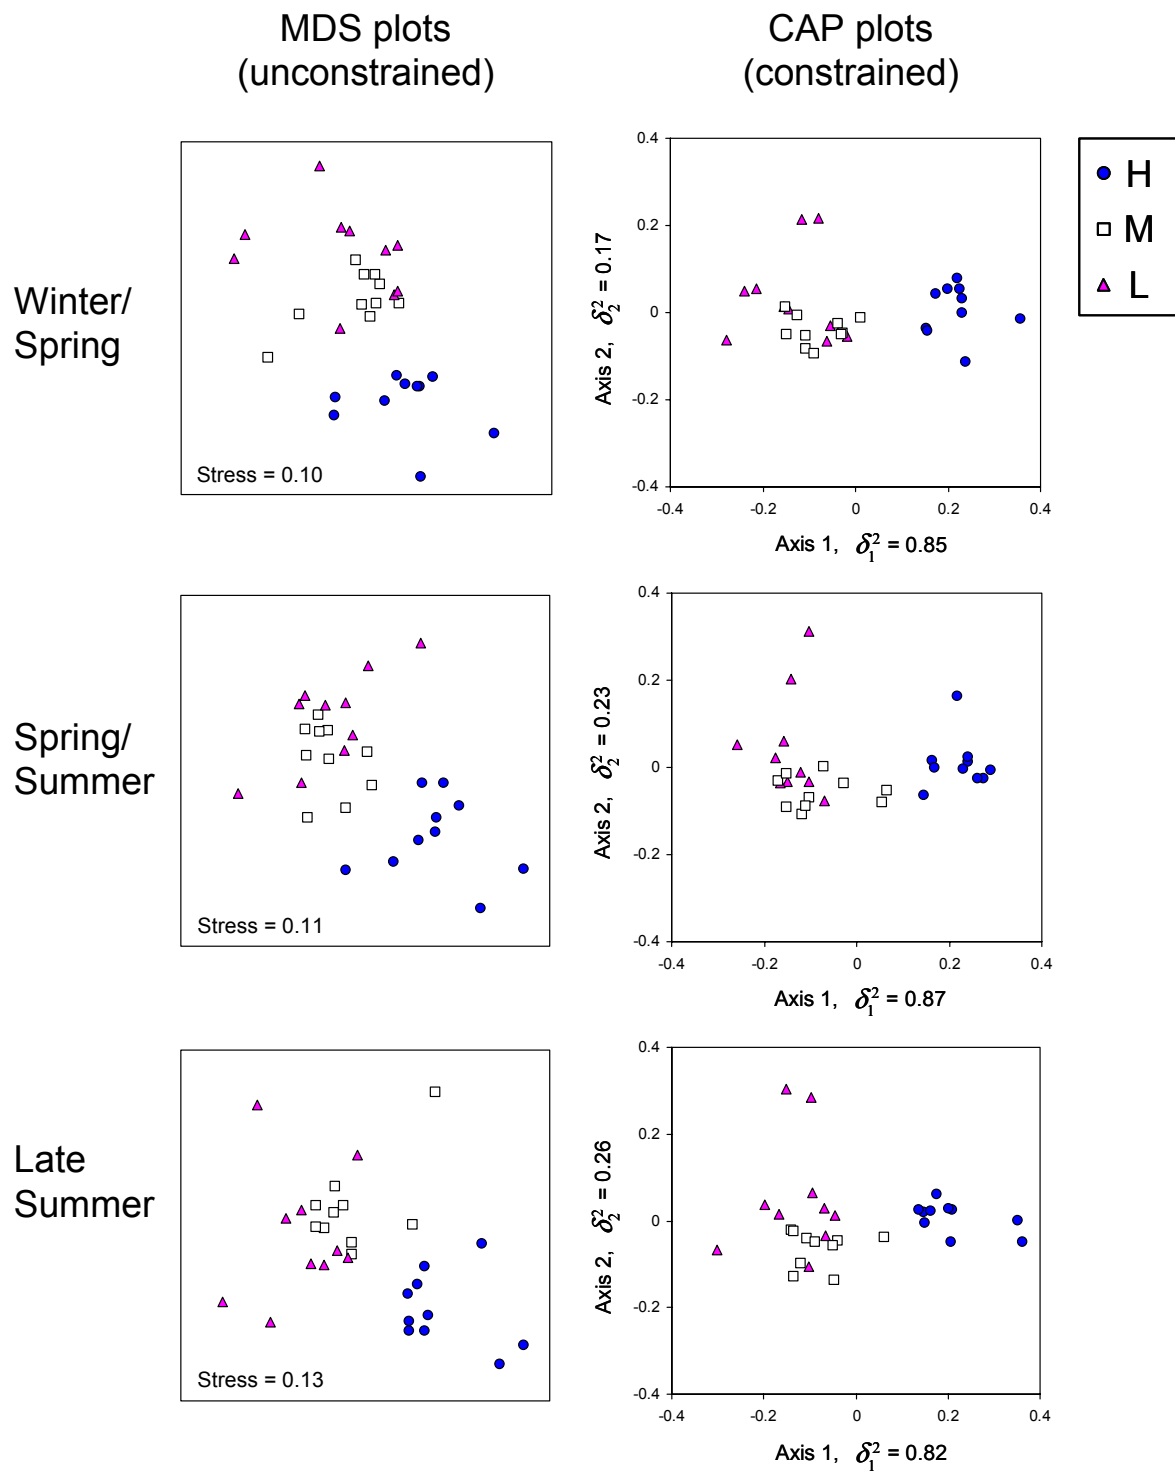 MDS plots
(unconstrained)
CAP plots
(constrained)
H
M
L
Winter/
Spring
Stress = 0.10
0.4
0.2
0
-0.2
-0.4
-0.4 -0.2 0 0.2 0.4
Axis 2, δ₂² = 0.17
Axis 1, δ₁² = 0.85
Spring/
Summer
Stress = 0.11
0.4
0.2
0
-0.2
-0.4
-0.4 -0.2 0 0.2 0.4
Axis 2, δ₂² = 0.23
Axis 1, δ₁² = 0.87
Late
Summer
Stress = 0.13
0.4
0.2
0
-0.2
-0.4
-0.4 -0.2 0 0.2 0.4
Axis 2, δ₂² = 0.26
Axis 1, δ₁² = 0.82